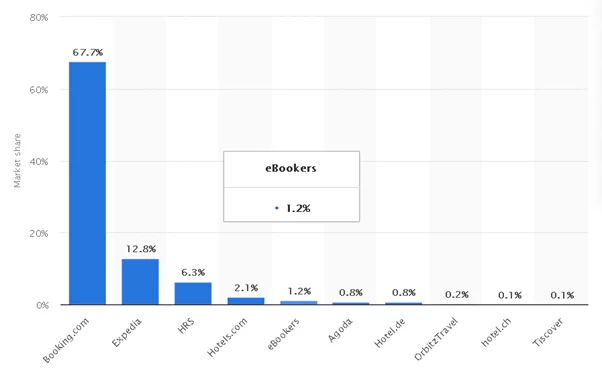 80%
60%
40%
20%
0%
Market share
67.7%
12.8%
6.3%
2.1%
1.2%
0.8%
0.8%
0.2%
0.1%
0.1%
eBookers
1.2%
Booking.com
Expedia
HRS
Hotels.com
eBookers
Agoda
Hotel.de
OrbitzTravel
hotel.ch
Tiscover